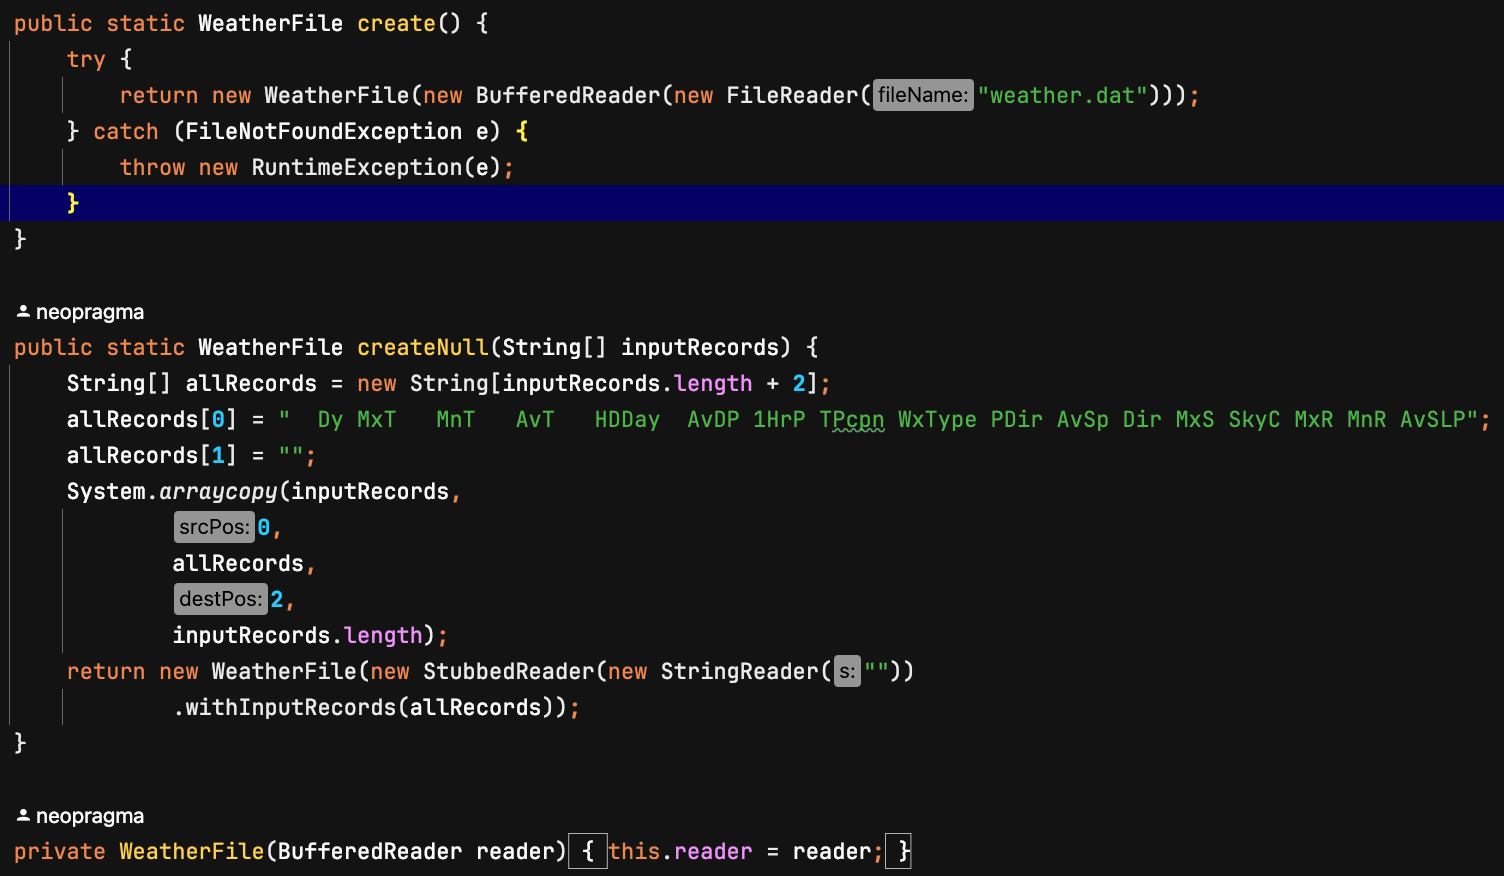 public static WeatherFile create() {
    try {
        return new WeatherFile(new BufferedReader(new FileReader( fileName: "weather.dat")));
    } catch (FileNotFoundException e) {
        throw new RuntimeException(e);
    }
}
neopragma
public static WeatherFile createNull(String[] inputRecords) {
    String[] allRecords = new String[inputRecords.length + 2];
    allRecords[0] = "  Dy MxT   MnT   AvT   HDDay  AvDP 1HrP TPcpn WxType PDir AvSp Dir MxS SkyC MxR MnR AvSLP";
    allRecords[1] = "";
    System.arraycopy(inputRecords,
            srcPos: 0,
            allRecords,
            destPos: 2,
            inputRecords.length);
    return new WeatherFile(new StubbedReader(new StringReader( s: ""))
            .withInputRecords(allRecords));
}
neopragma
private WeatherFile(BufferedReader reader) { this.reader = reader; }